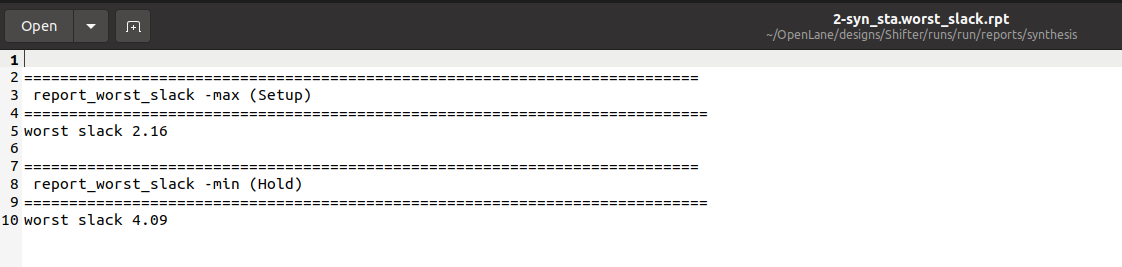 Open
2-syn_sta.worst_slack.rpt
~/OpenLane/designs/Shifter/runs/run/reports/synthesis
1
2 ===========================================================================
3  report_worst_slack -max (Setup)
4 ============================================================================
5 worst slack 2.16
6
7 ===========================================================================
8  report_worst_slack -min (Hold)
9 ============================================================================
10 worst slack 4.09